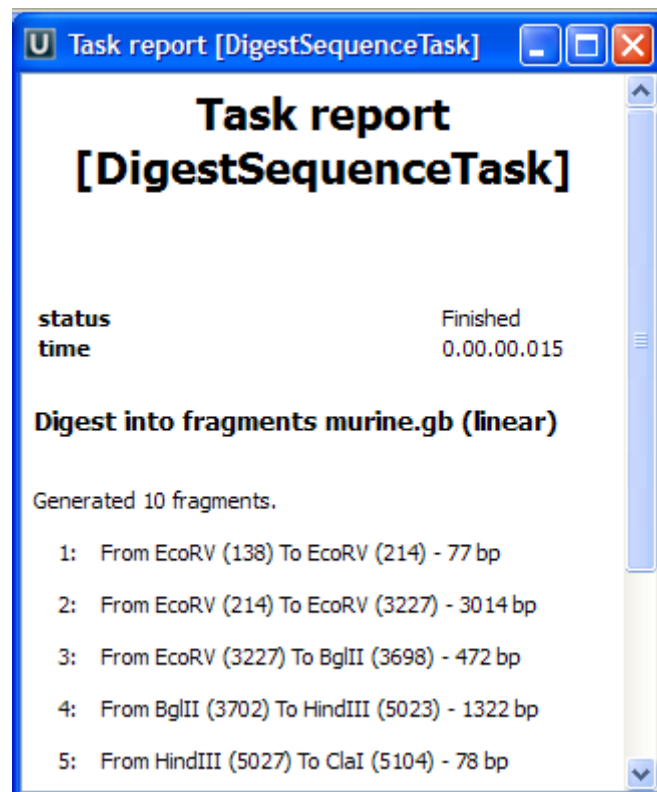 U Task report [DigestSequenceTask]
Task report
[DigestSequenceTask]
status Finished
time 0.00.00.015
Digest into fragments murine.gb (linear)
Generated 10 fragments.
1: From EcoRV (138) To EcoRV (214) - 77 bp
2: From EcoRV (214) To EcoRV (3227) - 3014 bp
3: From EcoRV (3227) To BglII (3698) - 472 bp
4: From BglII (3702) To HindIII (5023) - 1322 bp
5: From HindIII (5027) To ClaI (5104) - 78 bp